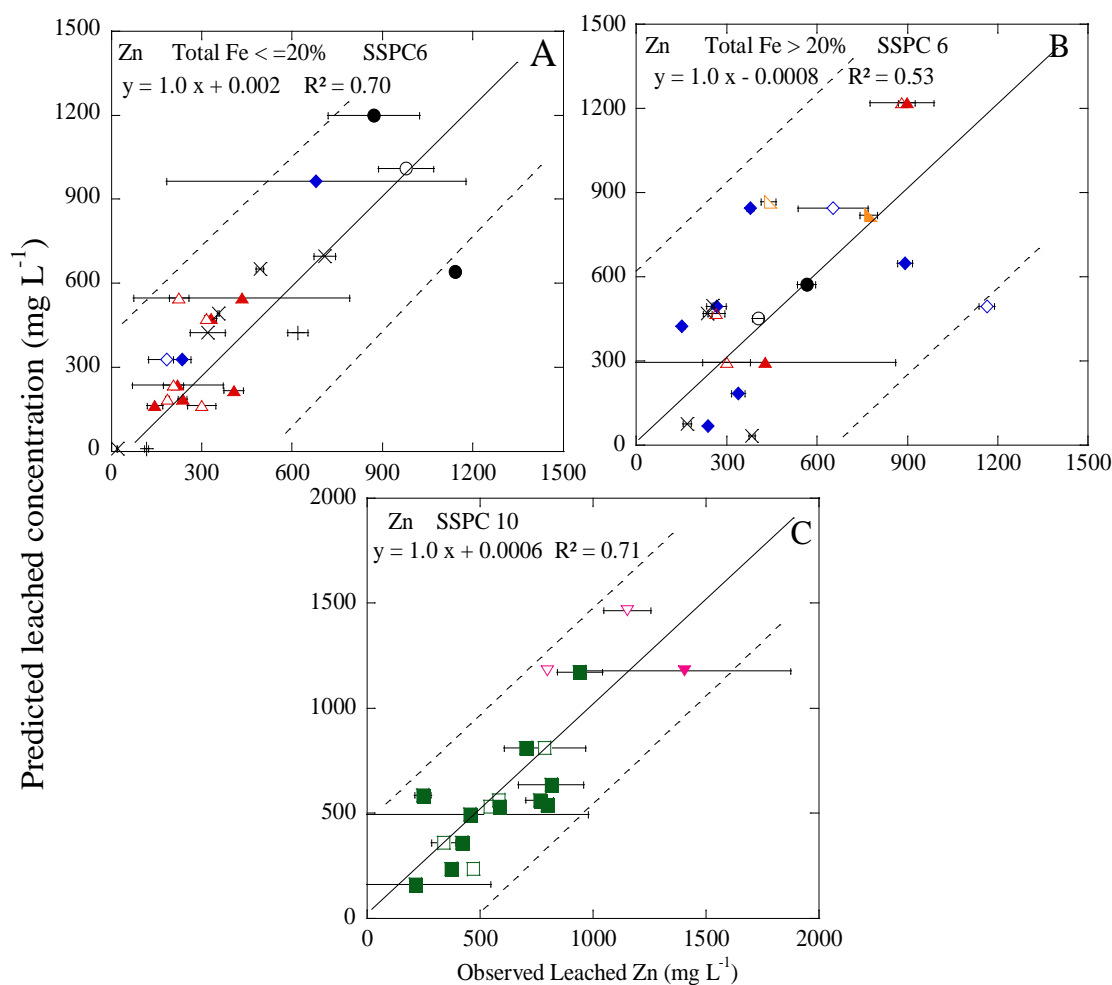 Zn Total Fe < =20% SSPC6 A
y = 1.0 x + 0.002 R² = 0.70
1500
1200
900
600
300
0
0 300 600 900 1200 1500
Zn Total Fe > 20% SSPC 6 B
y = 1.0 x - 0.0008 R² = 0.53
1500
1200
900
600
300
0
0 300 600 900 1200 1500
Predicted leached concentration (mg L⁻¹)
Zn SSPC 10 C
y = 1.0 x + 0.0006 R² = 0.71
2000
1500
1000
500
0
0 500 1000 1500 2000
Observed Leached Zn (mg L⁻¹)